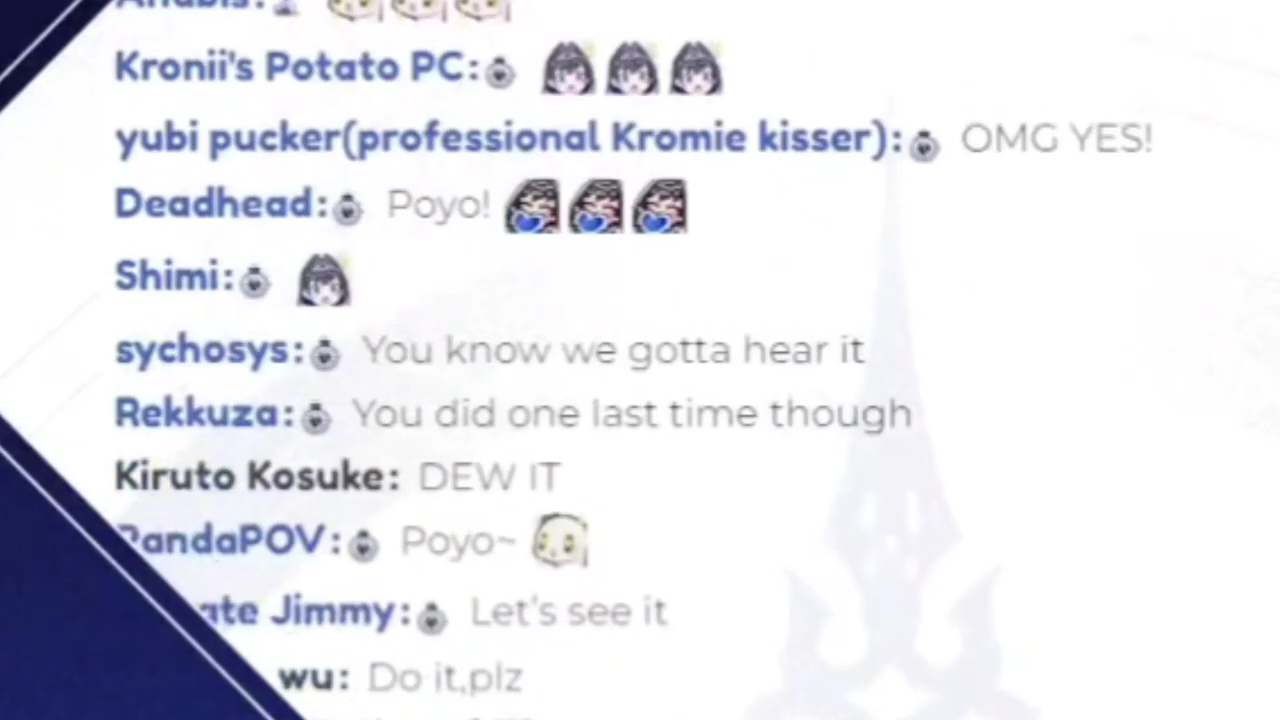 Kronii's Potato PC:
yubi pucker(professional Kromie kisser): OMG YES!
Deadhead: Poyo!
Shimi:
sychosys: You know we gotta hear it
Rekkuza: You did one last time though
Kiruto Kosuke: DEW IT
PandaPOV: Poyo~
Jimmy: Let's see it
wu: Do it,plz